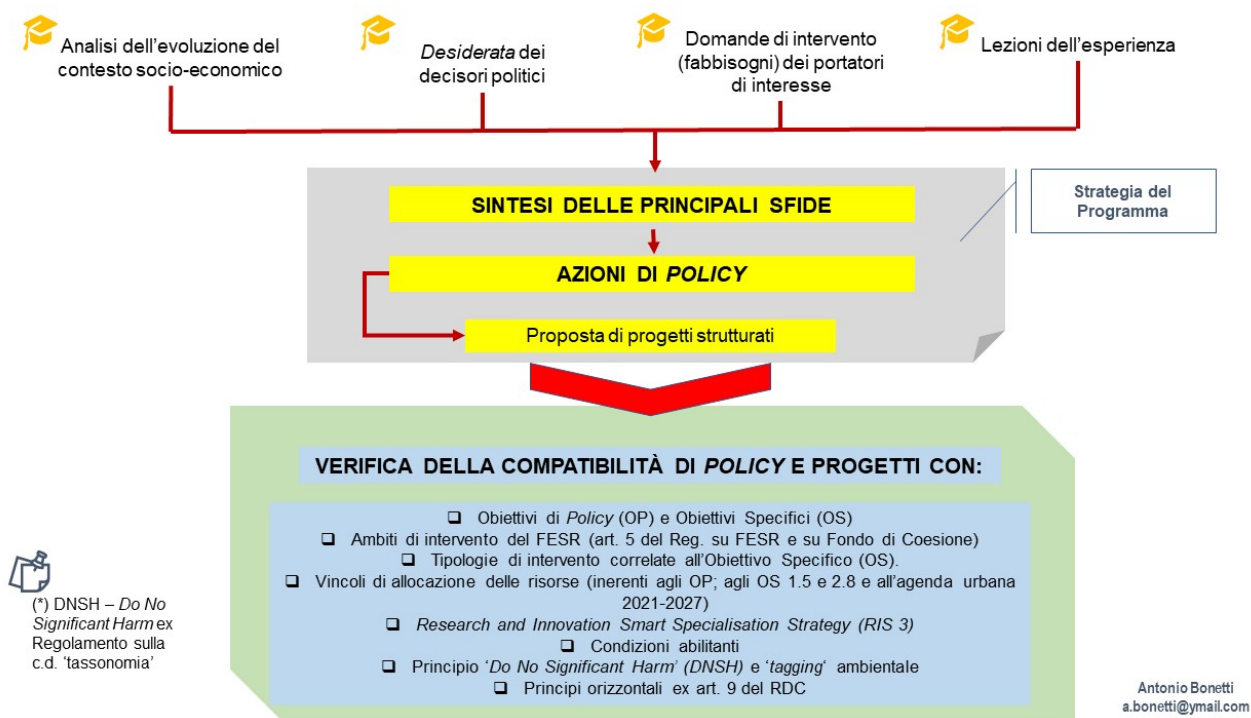 Analisi dell'evoluzione del
contesto socio-economico
Desiderata dei
decisori politici
Domande di intervento
(fabbisogni) dei portatori
di interesse
Lezioni dell'esperienza
SINTESI DELLE PRINCIPALI SFIDE
Strategia del
Programma
AZIONI DI POLICY
Proposta di progetti strutturati
VERIFICA DELLA COMPATIBILITÀ DI POLICY E PROGETTI CON:
❑ Obiettivi di Policy (OP) e Obiettivi Specifici (OS)
❑ Ambiti di intervento del FESR (art. 5 del Reg. su FESR e su Fondo di Coesione)
❑ Tipologie di intervento correlate all'Obiettivo Specifico (OS).
❑ Vincoli di allocazione delle risorse (inerenti agli OP; agli OS 1.5 e 2.8 e all'agenda urbana
2021-2027)
❑ Research and Innovation Smart Specialisation Strategy (RIS 3)
❑ Condizioni abilitanti
❑ Principio 'Do No Significant Harm' (DNSH) e 'tagging' ambientale
❑ Principi orizzontali ex art. 9 del RDC
(*) DNSH – Do No
Significant Harm ex
Regolamento sulla
c.d. 'tassonomia'
Antonio Bonetti
a.bonetti@ymail.com